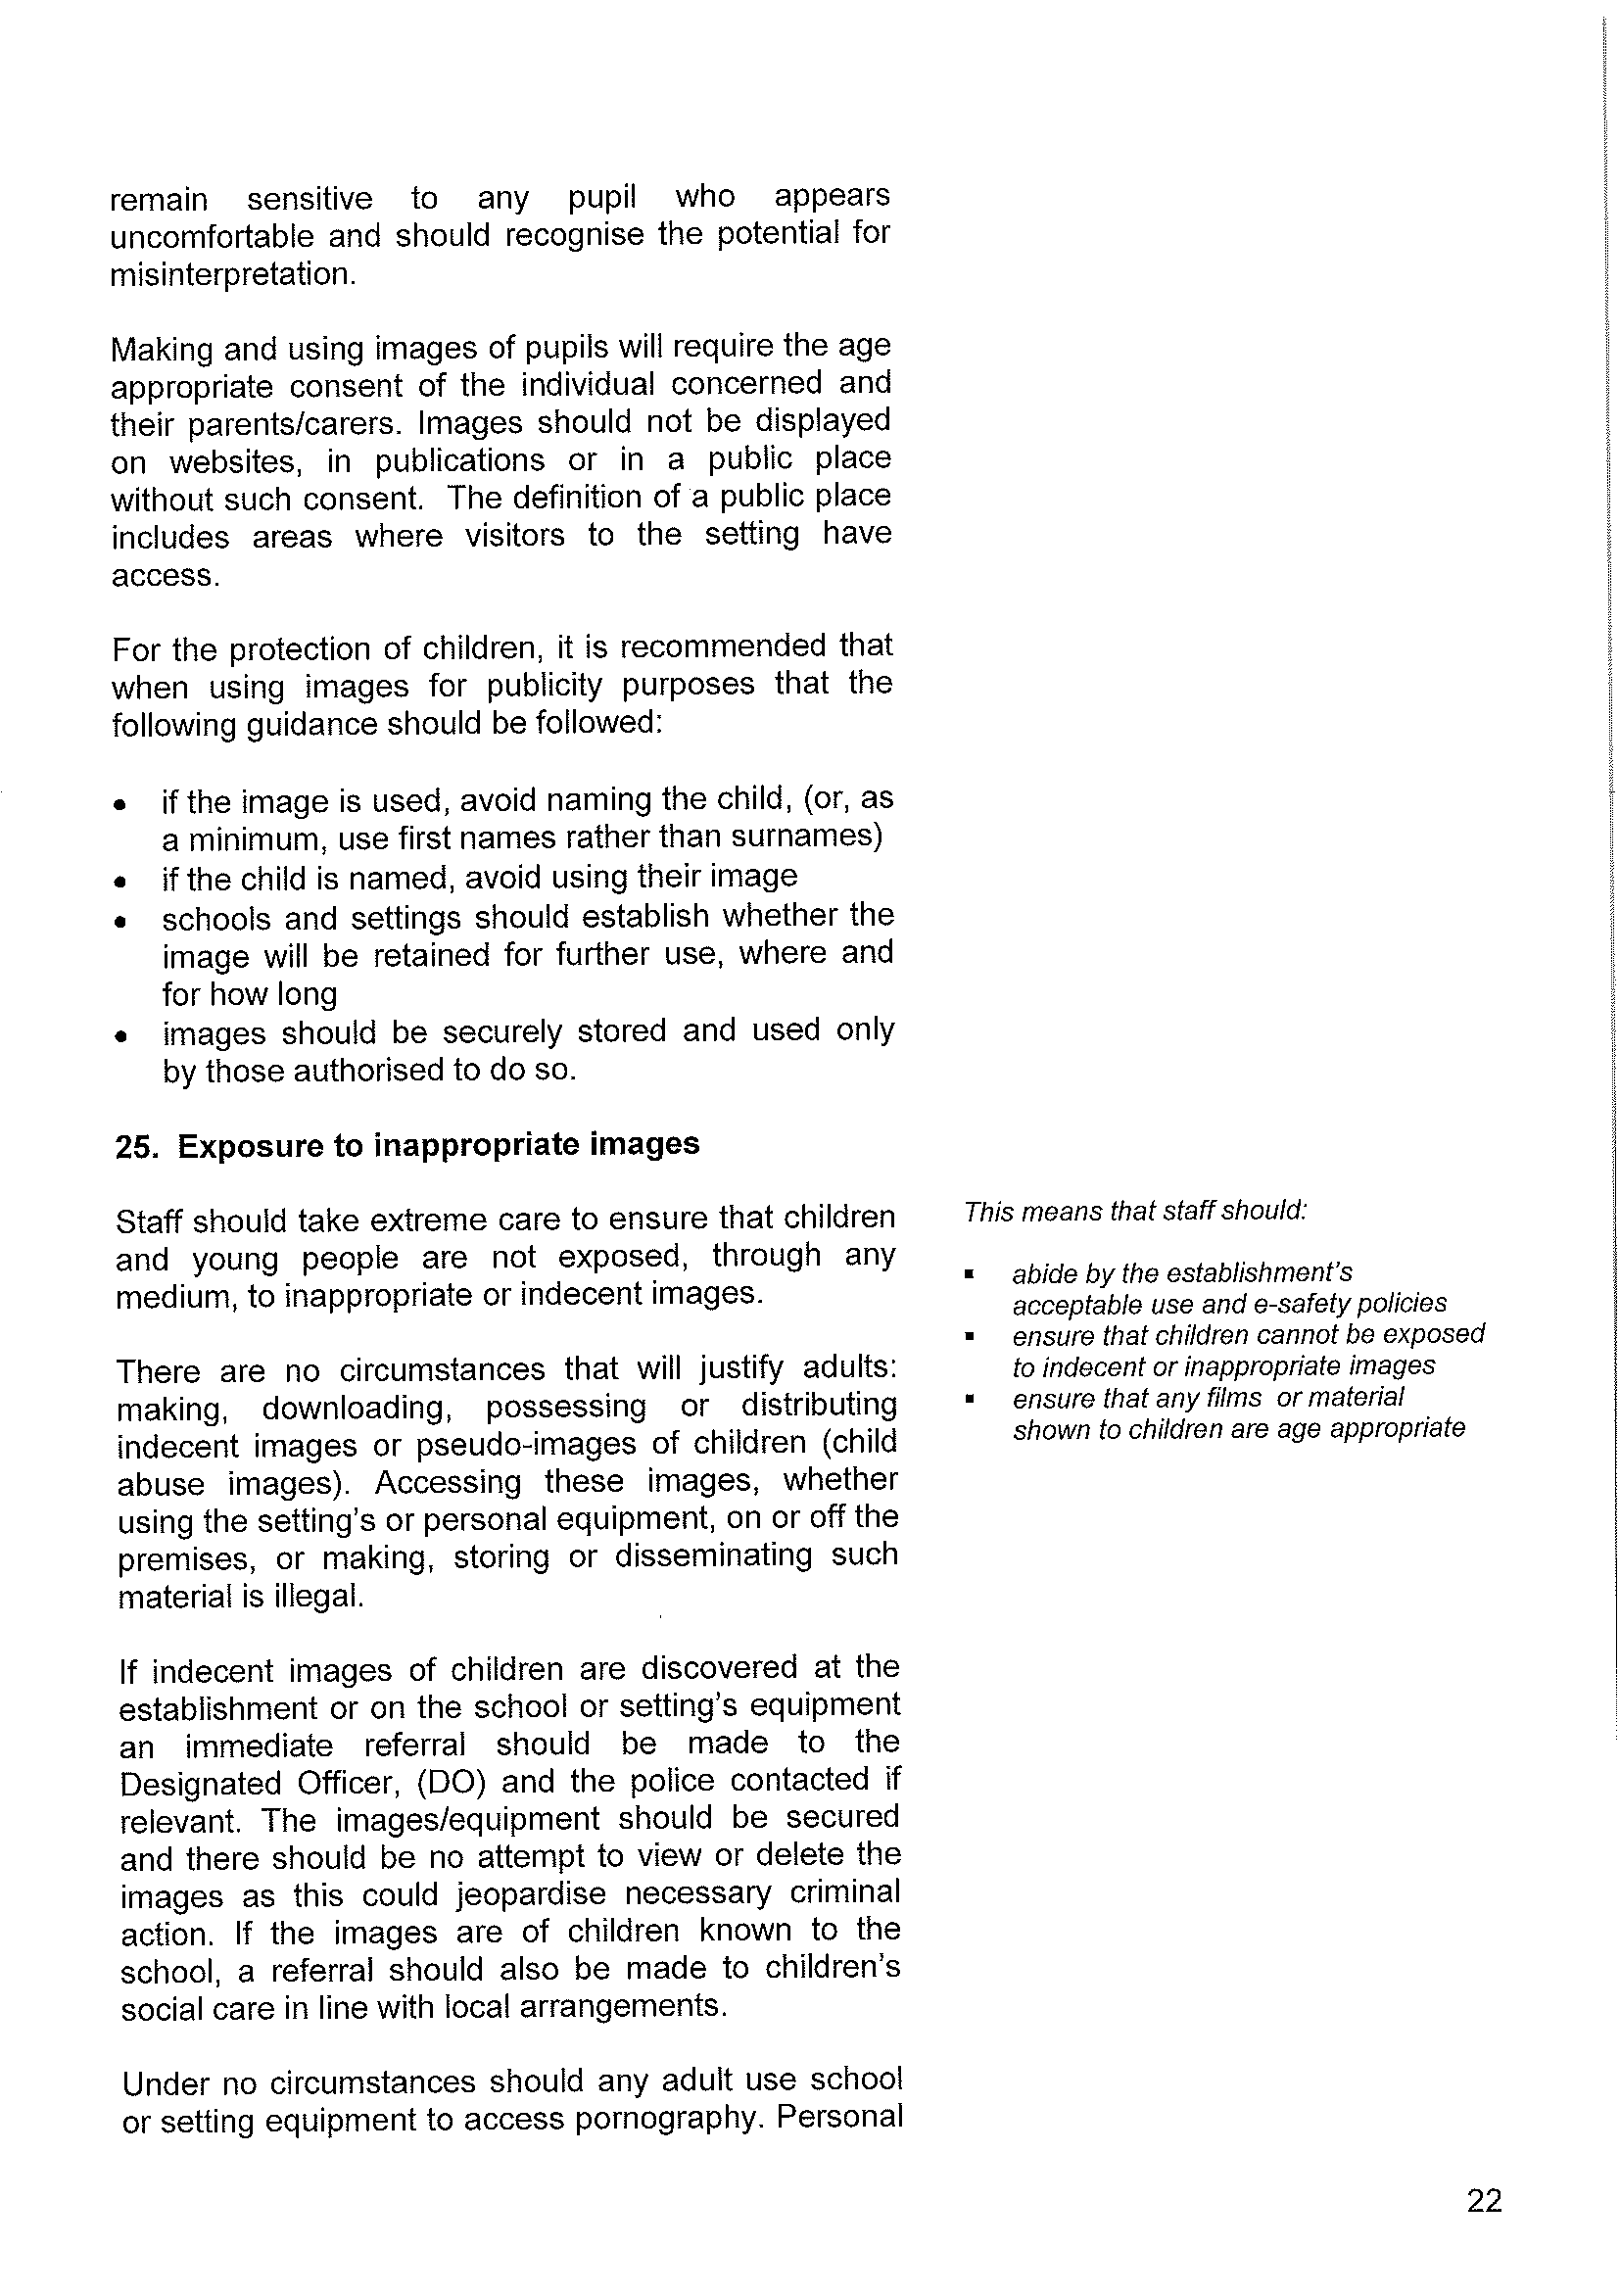 remain sensitive to any pupil who appears
uncomfortable and should recognise the potential for
misinterpretation.
Making and using images of pupils will require the age
appropriate consent of the individual concerned and
their parents/carers. Images should not be displayed
on websites, in publications or in a public place
without such consent. The definition of a public place
includes areas where visitors to the setting have
access.
For the protection of children, it is recommended that
when using images for publicity purposes that the
following guidance should be followed:
• if the image is used, avoid naming the child, (or, as
a minimum, use first names rather than surnames)
• if the child is named, avoid using their image
• schools and settings should establish whether the
image will be retained for further use, where and
for how long
• images should be securely stored and used only
by those authorised to do so.
25. Exposure to inappropriate images
Staff should take extreme care to ensure that children
and young people are not exposed, through any
medium, to inappropriate or indecent images.
There are no circumstances that will justify adults:
making, downloading, possessing or distributing
indecent images or pseudo-images of children (child
abuse images). Accessing these images, whether
using the setting's or personal equipment, on or off the
premises, or making, storing or disseminating such
material is illegal.
If indecent images of children are discovered at the
establishment or on the school or setting's equipment
an immediate referral should be made to the
Designated Officer, (DO) and the police contacted if
relevant. The images/equipment should be secured
and there should be no attempt to view or delete the
images as this could jeopardise necessary criminal
action. If the images are of children known to the
school, a referral should also be made to children's
social care in line with local arrangements.
Under no circumstances should any adult use school
or setting equipment to access pornography. Personal
This means that staff should:
▪ abide by the establishment's
acceptable use and e-safety policies
▪ ensure that children cannot be exposed
to indecent or inappropriate images
▪ ensure that any films or material
shown to children are age appropriate
22